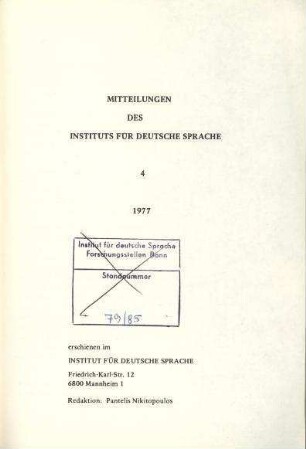 MITTEILUNGEN
DES
INSTITUTS FÜR DEUTSCHE SPRACHE
4
1977
Institut für deutsche Sprache
Forschungsstellen Bonn
Standnummer
79/85
erschienen im
INSTITUT FÜR DEUTSCHE SPRACHE
Friedrich-Karl-Str. 12
6800 Mannheim 1
Redaktion: Pantelis Nikitopoulos